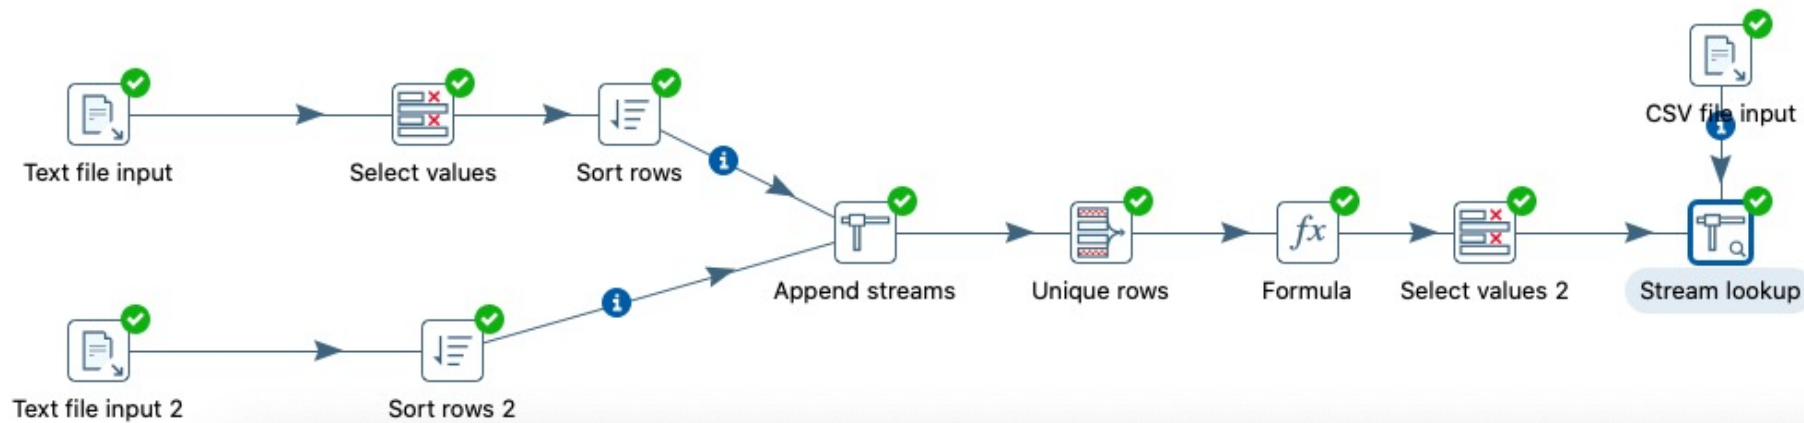 CSV file input
Text file input
Select values
Sort rows
Append streams
Unique rows
fx
Formula
Select values 2
Stream lookup
Text file input 2
Sort rows 2